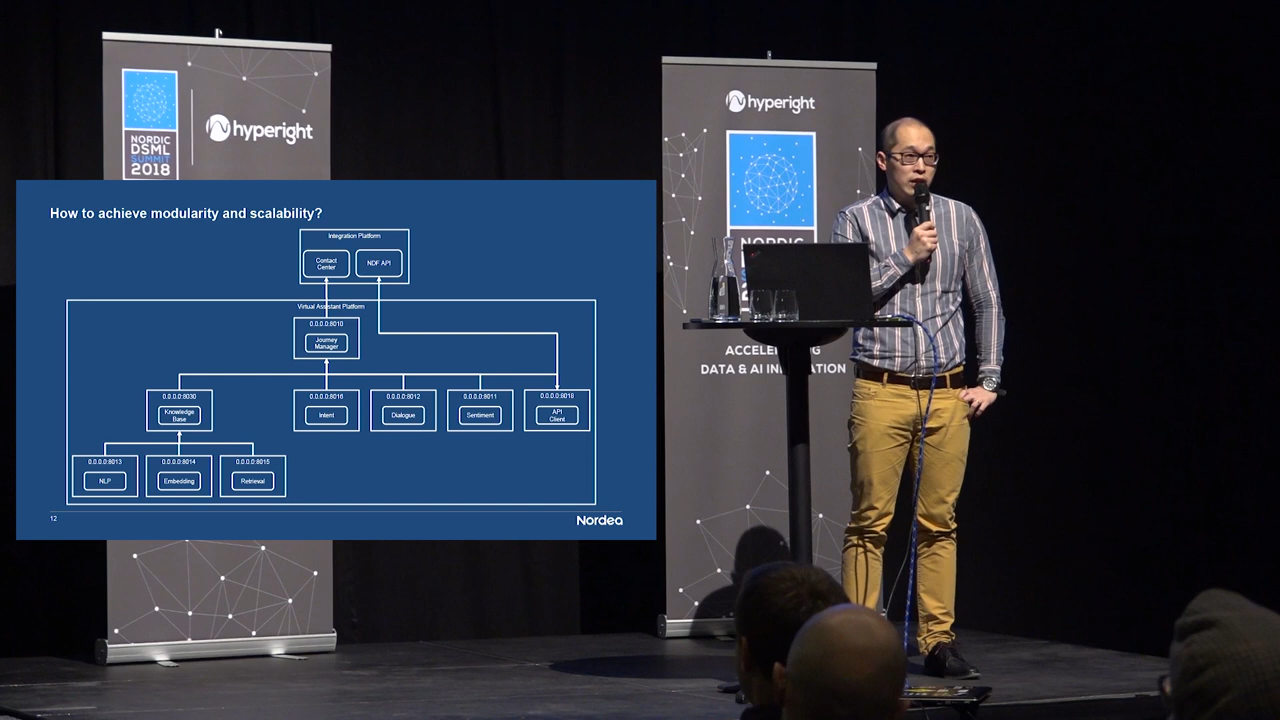 NORDIC
DSML
SUMMIT
2018
hyperight
hyperight
NORDIC
ACCELE
DATA & AI IN
ATION
How to achieve modularity and scalability?
Integration Platform
Contact
Center
NDF API
Virtual Assistant Platform
0.0.0.0:8010
Journey
Manager
0.0.0.0:8030
Knowledge
Base
0.0.0.0:8016
Intent
0.0.0.0:8012
Dialogue
0.0.0.0:8011
Sentiment
0.0.0.0:8018
API
Client
0.0.0.0:8013
NLP
0.0.0.0:8014
Embedding
0.0.0.0:8015
Retrieval
12
Nordea